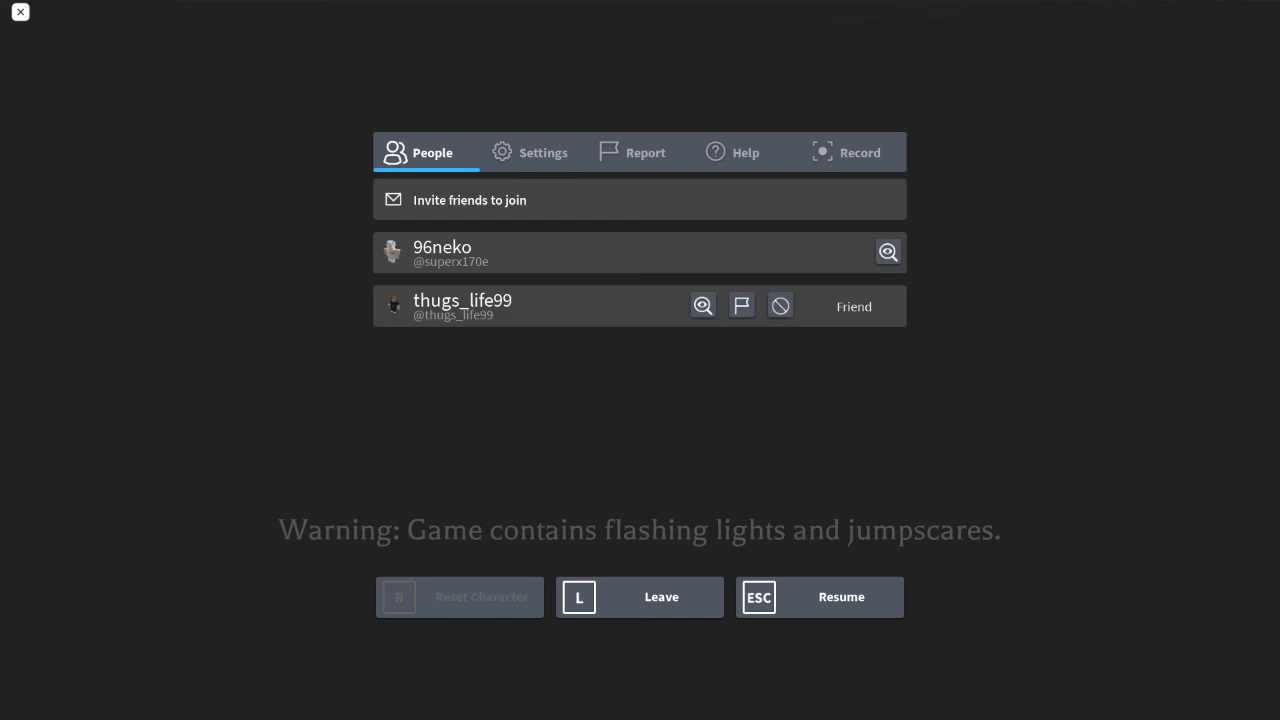 People Settings Report Help Record
Invite friends to join
96neko
@superx170e
thugs_life99
@thugs_life99
Friend
Warning: Game contains flashing lights and jumpscares.
R Reset Character L Leave ESC Resume